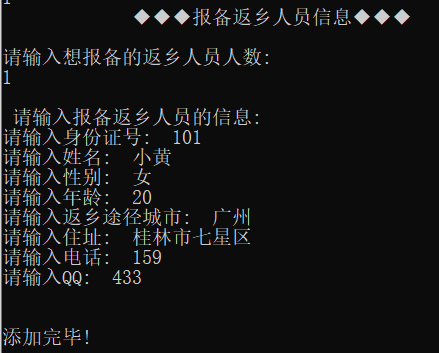 ◆◆◆报备返乡人员信息◆◆◆
请输入想报备的返乡人员人数:
1
请输入报备返乡人员的信息:
请输入身份证号: 101
请输入姓名: 小黄
请输入性别: 女
请输入年龄: 20
请输入返乡途径城市: 广州
请输入住址: 桂林市七星区
请输入电话: 159
请输入QQ: 433
添加完毕!